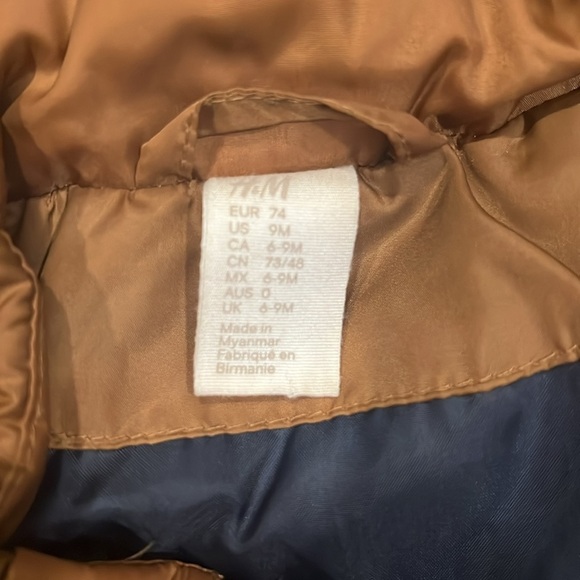 H&M
EUR 74
US 9M
CA 6-9M
CN 73/48
MX 6-9M
AUS 0
UK 6-9M
Made in
Myanmar
Fabriqué en
Birmanie